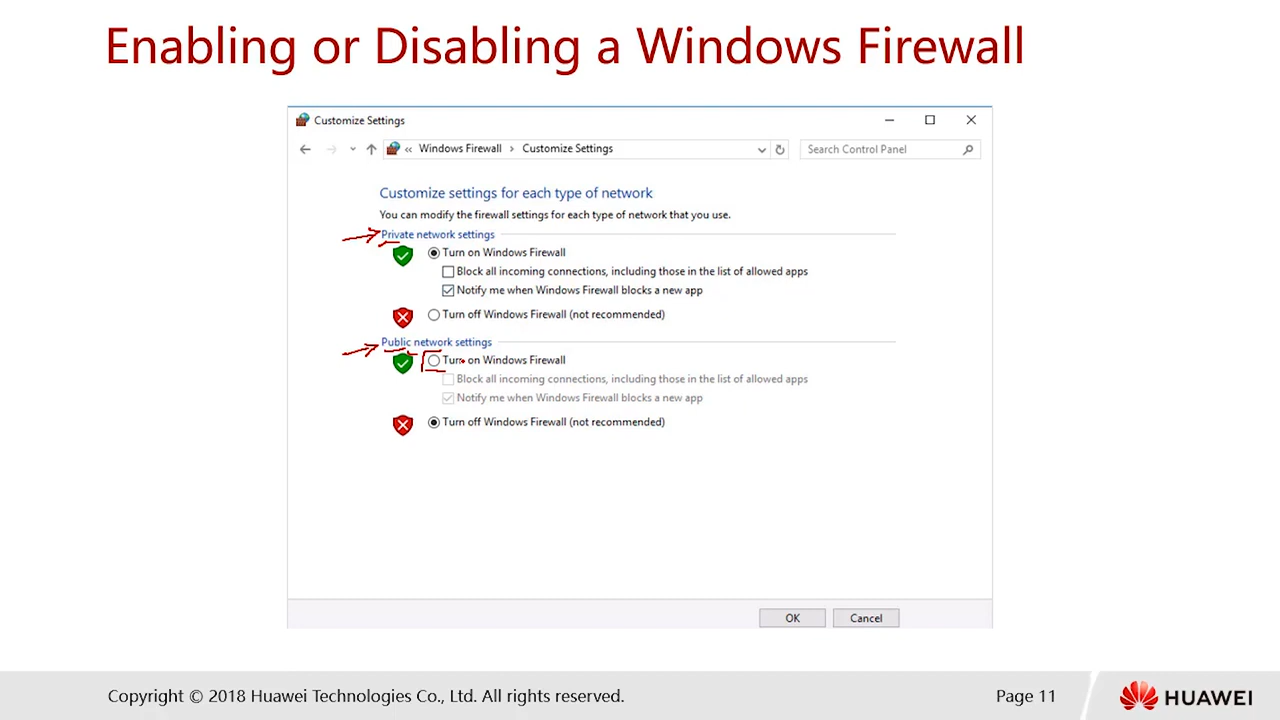 Enabling or Disabling a Windows Firewall
Customize Settings
« Windows Firewall > Customize Settings
Search Control Panel
Customize settings for each type of network
You can modify the firewall settings for each type of network that you use.
Private network settings
Turn on Windows Firewall
Block all incoming connections, including those in the list of allowed apps
Notify me when Windows Firewall blocks a new app
Turn off Windows Firewall (not recommended)
Public network settings
Turn on Windows Firewall
Block all incoming connections, including those in the list of allowed apps
Notify me when Windows Firewall blocks a new app
Turn off Windows Firewall (not recommended)
OK
Cancel
Copyright © 2018 Huawei Technologies Co., Ltd. All rights reserved.
Page 11
HUAWEI